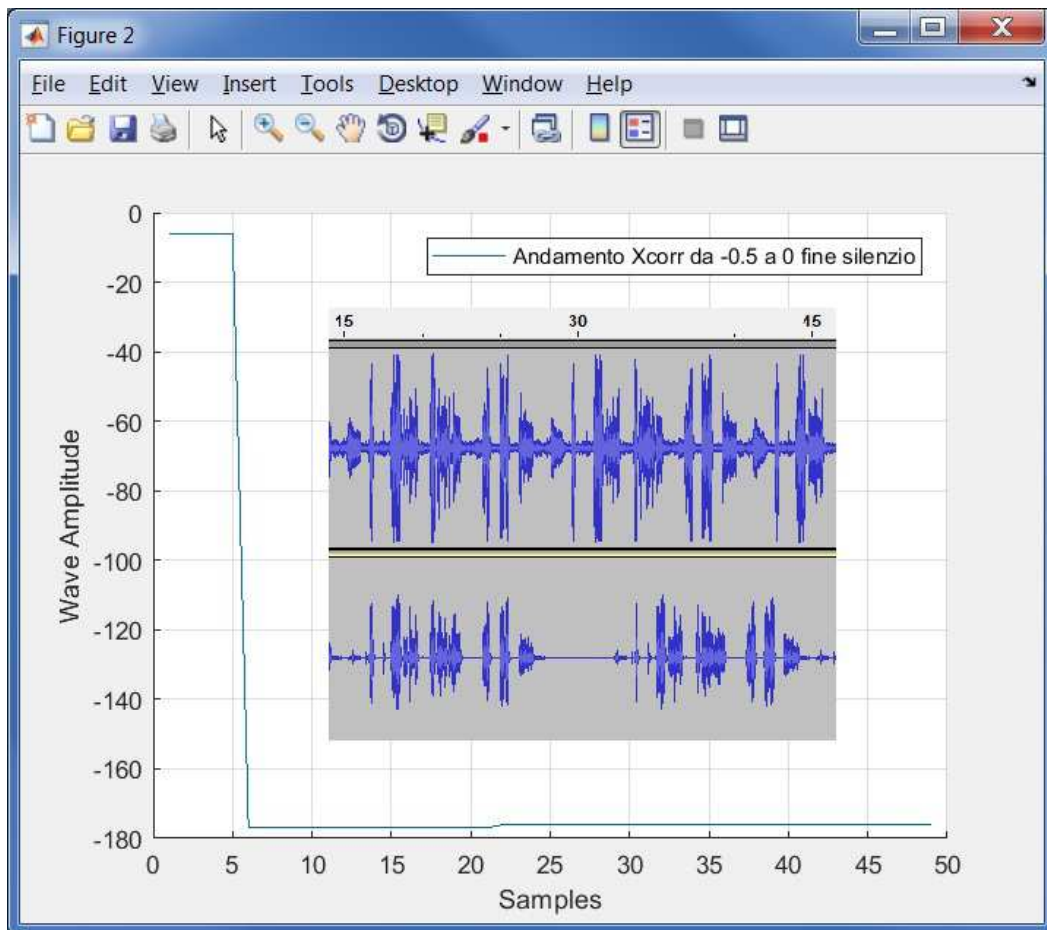 Figure 2
File Edit View Insert Tools Desktop Window Help
0
Andamento Xcorr da -0.5 a 0 fine silenzio
-20
15 30 45
-40
-60
-80
-100
-120
-140
-160
-180
Wave Amplitude
0 5 10 15 20 25 30 35 40 45 50
Samples